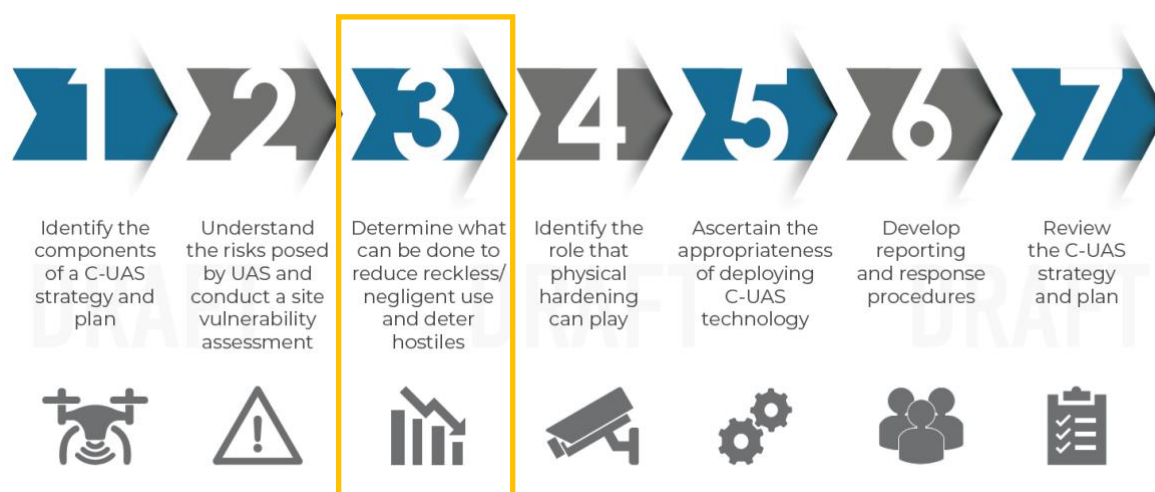 1
2
3
4
5
6
7
Identify the
components
of a C-UAS
strategy and
plan
Understand
the risks posed
by UAS and
conduct a site
vulnerability
assessment
Determine what
can be done to
reduce reckless/
negligent use
and deter
hostiles
Identify the
role that
physical
hardening
can play
Ascertain the
appropriateness
of deploying
C-UAS
technology
Develop
reporting
and response
procedures
Review
the C-UAS
strategy
and plan
DRAFT
DRAFT
DRAFT